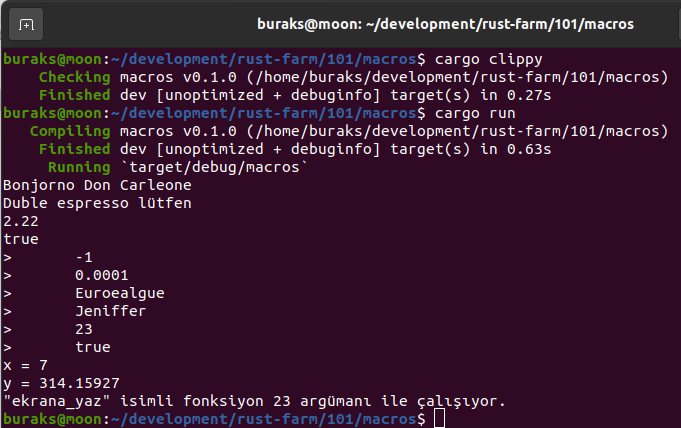 buraks@moon: ~/development/rust-farm/101/macros
buraks@moon:~/development/rust-farm/101/macros$ cargo clippy
    Checking macros v0.1.0 (/home/buraks/development/rust-farm/101/macros)
    Finished dev [unoptimized + debuginfo] target(s) in 0.27s
buraks@moon:~/development/rust-farm/101/macros$ cargo run
   Compiling macros v0.1.0 (/home/buraks/development/rust-farm/101/macros)
    Finished dev [unoptimized + debuginfo] target(s) in 0.63s
     Running `target/debug/macros`
Bonjorno Don Carleone
Duble espresso lütfen
2.22
true
>       -1
>       0.0001
>       Euroealgue
>       Jeniffer
>       23
>       true
x = 7
y = 314.15927
"ekrana_yaz" isimli fonksiyon 23 argümanı ile çalışıyor.
buraks@moon:~/development/rust-farm/101/macros$